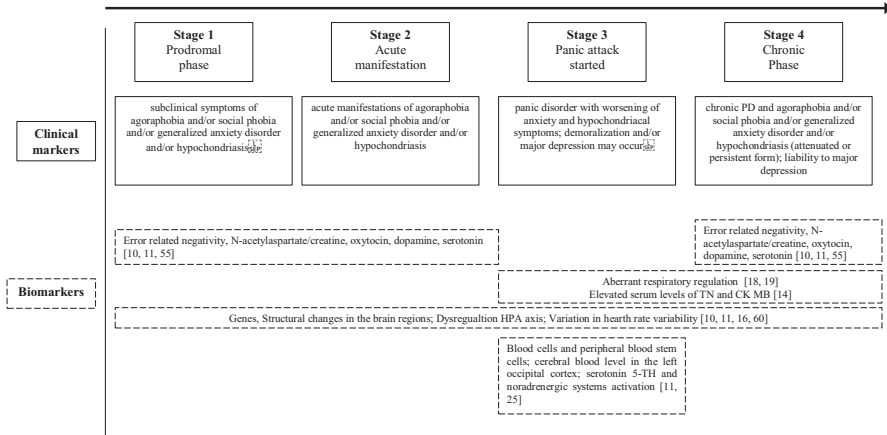 Stage 1
Prodromal
phase
Stage 2
Acute
manifestation
Stage 3
Panic attack
started
Stage 4
Chronic
Phase
Clinical
markers
subclinical symptoms of
agoraphobia and/or social phobia
and/or generalized anxiety disorder
and/or hypochondriasis
acute manifestations of agoraphobia
and/or social phobia and/or
generalized anxiety disorder and/or
hypochondriasis
panic disorder with worsening of
anxiety and hypochondriacal
symptoms; demoralization and/or
major depression may occur
chronic PD and agoraphobia and/or
social phobia and/or generalized
anxiety disorder and/or
hypochondriasis (attenuated or
persistent form); liability to major
depression
Biomarkers
Error related negativity, N-acetylaspartate/creatine, oxytocin, dopamine, serotonin
[10, 11, 55]
Error related negativity, N-
acetylaspartate/creatine, oxytocin,
dopamine, serotonin [10, 11, 55]
Aberrant respiratory regulation [18, 19]
Elevated serum levels of TN and CK MB [14]
Genes, Structural changes in the brain regions; Dysregualtion HPA axis; Variation in hearth rate variability [10, 11, 16, 60]
Blood cells and peripheral blood stem
cells; cerebral blood level in the left
occipital cortex; serotonin 5-TH and
noradrenergic systems activation [11,
25]